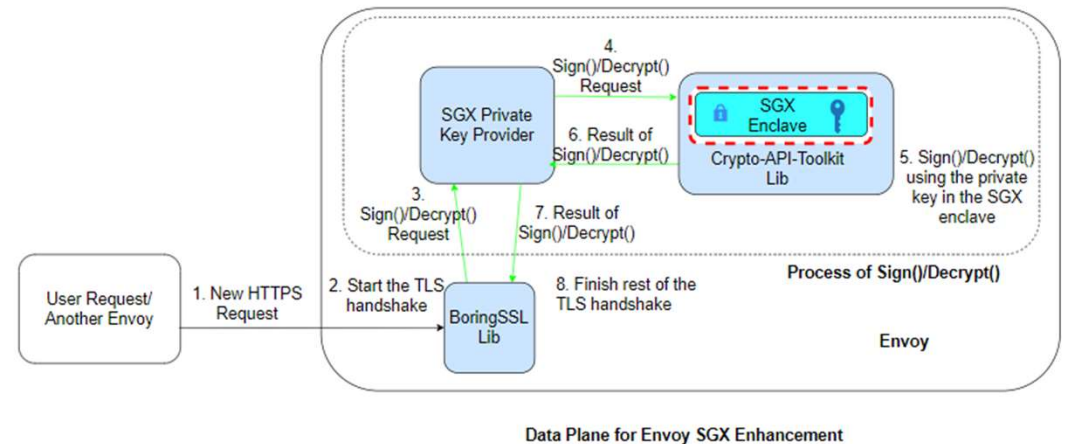 4.
Sign()/Decrypt()
Request
SGX Private
Key Provider
SGX
Enclave
6. Result of
Sign()/Decrypt()
Crypto-API-Toolkit
Lib
5. Sign()/Decrypt()
using the private
key in the SGX
enclave
3.
Sign()/Decrypt()
Request
7. Result of
Sign()/Decrypt()
Process of Sign()/Decrypt()
User Request/
Another Envoy
1. New HTTPS
Request
2. Start the TLS
handshake
BoringSSL
Lib
8. Finish rest of the
TLS handshake
Envoy
Data Plane for Envoy SGX Enhancement